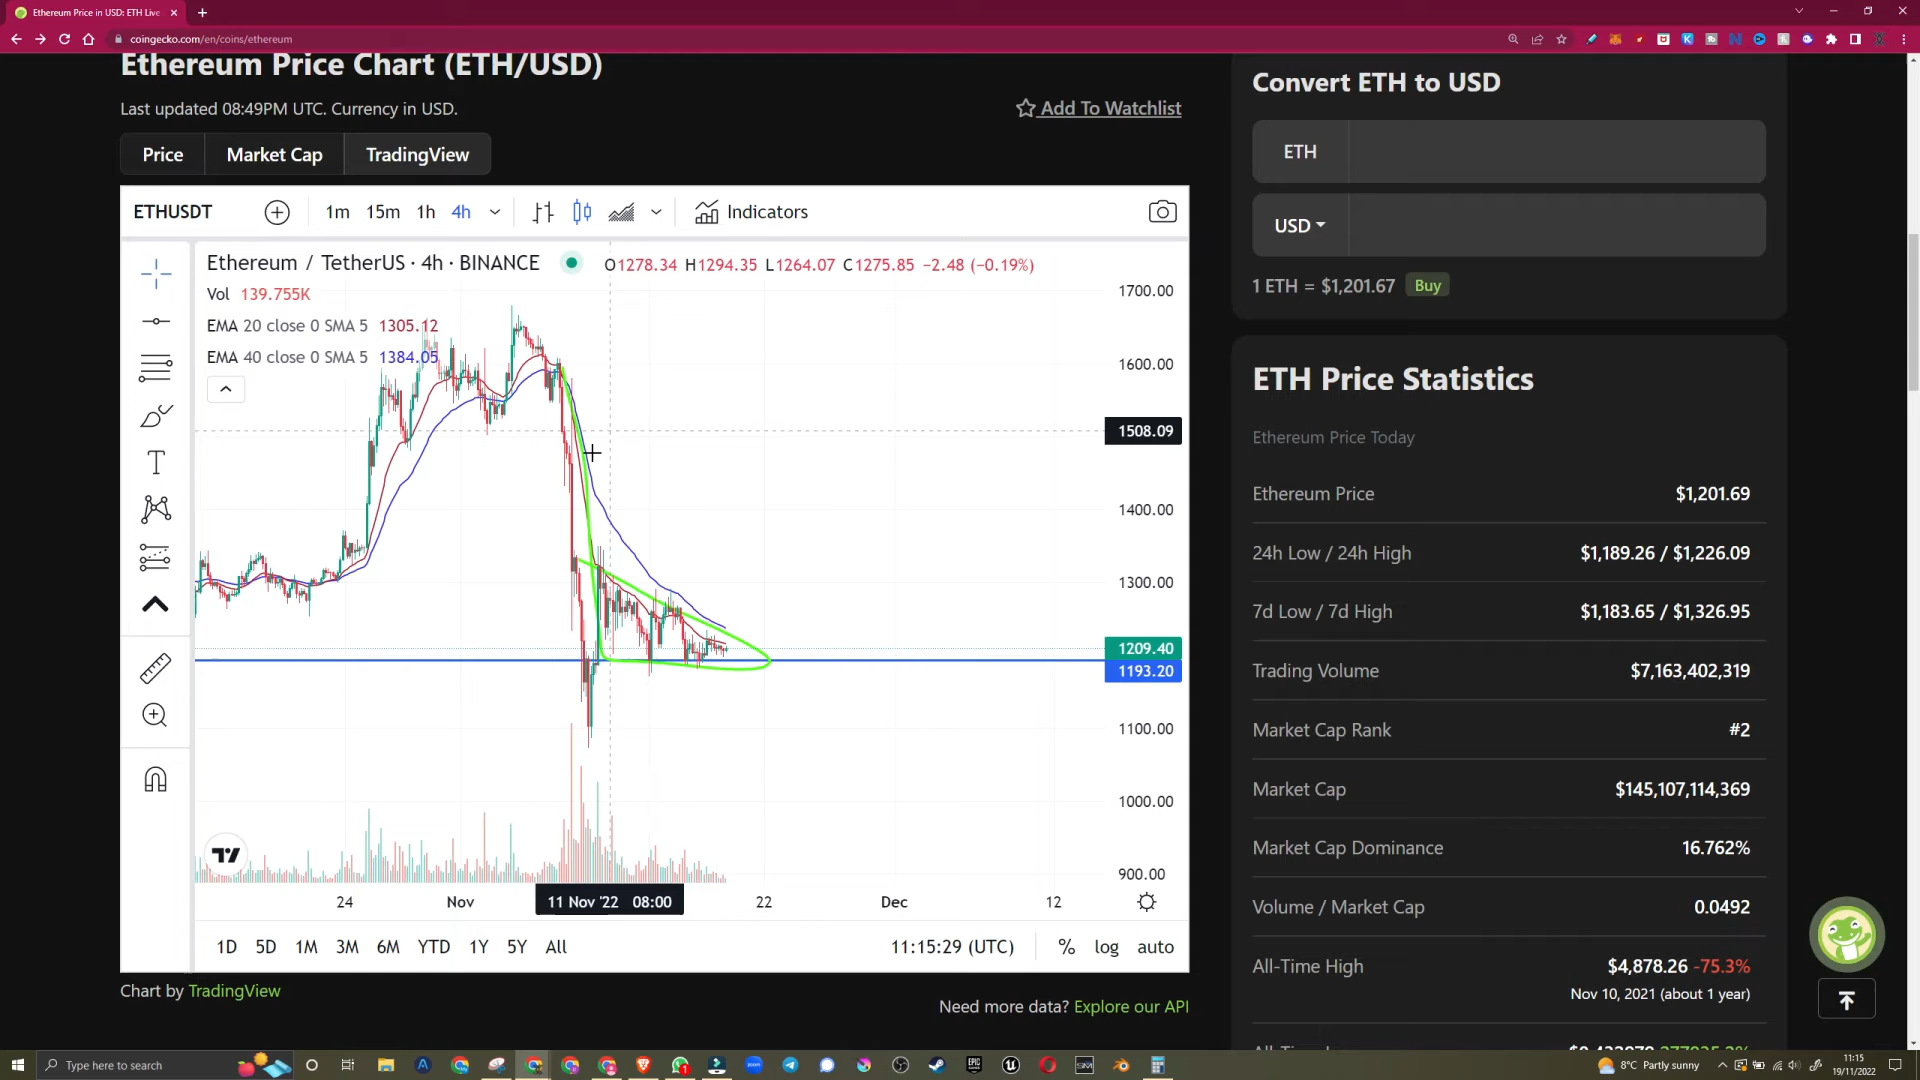 Ethereum Price in USD: ETH Live
coingecko.com/en/coins/ethereum
Ethereum Price Chart (ETH/USD)
Last updated 08:49PM UTC. Currency in USD.
Add To Watchlist
Price Market Cap TradingView
ETHUSDT 1m 15m 1h 4h Indicators
Ethereum / TetherUS · 4h · BINANCE O1278.34 H1294.35 L1264.07 C1275.85 −2.48 (−0.19%)
Vol 139.755K
EMA 20 close 0 SMA 5 1305.12
EMA 40 close 0 SMA 5 1384.05
1700.00
1600.00
1508.09
1400.00
1300.00
1209.40
1193.20
1100.00
1000.00
900.00
24 Nov 11 Nov '22 08:00 22 Dec 12
1D 5D 1M 3M 6M YTD 1Y 5Y All 11:15:29 (UTC) % log auto
Chart by TradingView
Need more data? Explore our API
Convert ETH to USD
ETH
USD
1 ETH = $1,201.67 Buy
ETH Price Statistics
Ethereum Price Today
Ethereum Price $1,201.69
24h Low / 24h High $1,189.26 / $1,226.09
7d Low / 7d High $1,183.65 / $1,326.95
Trading Volume $7,163,402,319
Market Cap Rank #2
Market Cap $145,107,114,369
Market Cap Dominance 16.762%
Volume / Market Cap 0.0492
All-Time High $4,878.26 -75.3%
Nov 10, 2021 (about 1 year)
Type here to search
8°C Partly sunny
11:15
19/11/2022